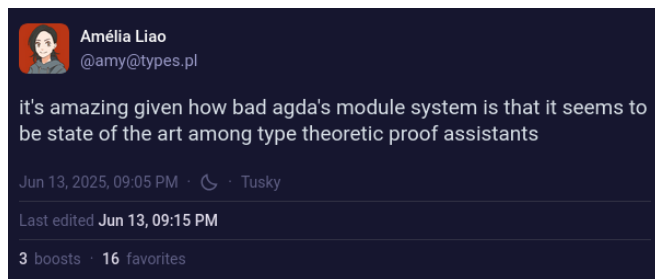 Amélia Liao
@amy@types.pl
it's amazing given how bad agda's module system is that it seems to
be state of the art among type theoretic proof assistants
Jun 13, 2025, 09:05 PM · · Tusky
Last edited Jun 13, 09:15 PM
3 boosts · 16 favorites